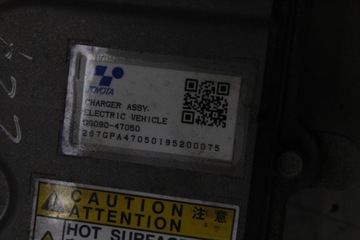 TOYOTA
CHARGER ASSY.
ELECTRIC VEHICLE
G9090-47050
267GPA47050195200075
CAUTION 注意
ATTENTION
HOT SURFACE